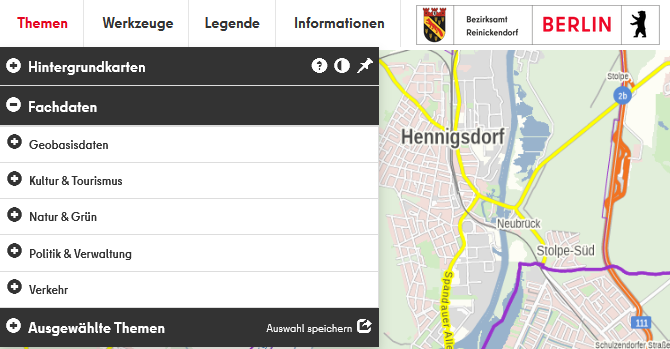 Themen Werkzeuge Legende Informationen
Bezirksamt
Reinickendorf
BERLIN
Hintergrundkarten ?
Fachdaten
Geobasisdaten
Kultur & Tourismus
Natur & Grün
Politik & Verwaltung
Verkehr
Ausgewählte Themen Auswahl speichern
Stolpe
2b
Hennigsdorf
Neubrück
Stolpe-Süd
Spandauer Alle
111
Schulzendorfer Straße